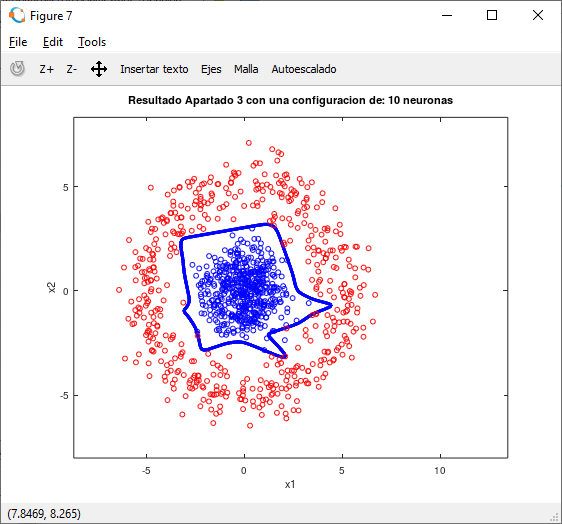 Figure 7
File Edit Tools
Z+ Z- Insertar texto Ejes Malla Autoescalado
Resultado Apartado 3 con una configuracion de: 10 neuronas
5
0
-5
x2
-5 0 5 10
x1
(7.8469, 8.265)